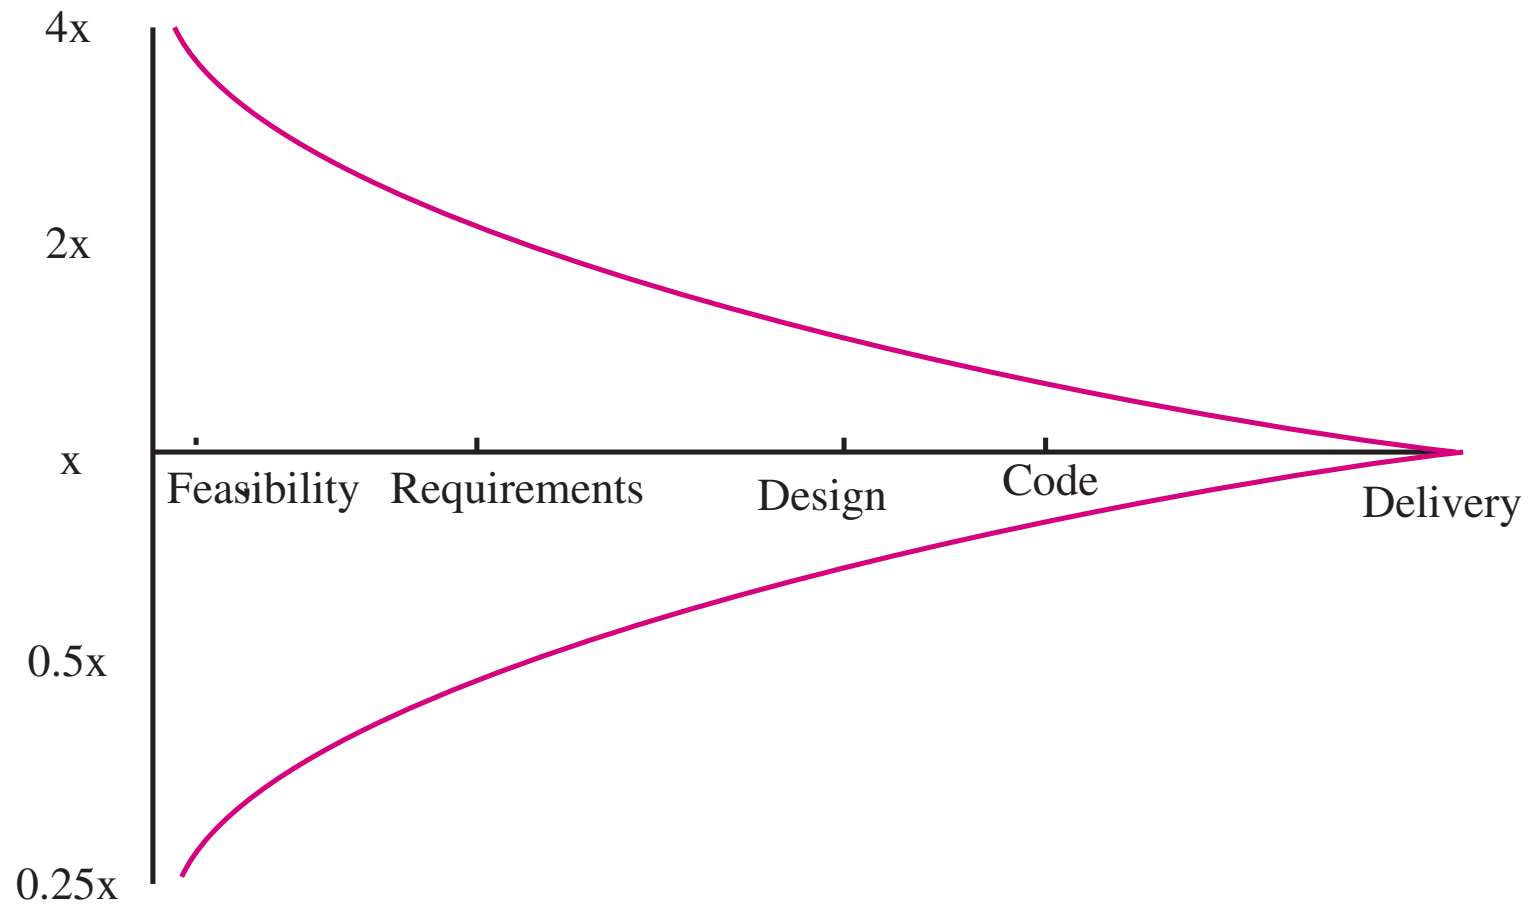 4x
2x
x
Feasibility Requirements Design Code Delivery
0.5x
0.25x